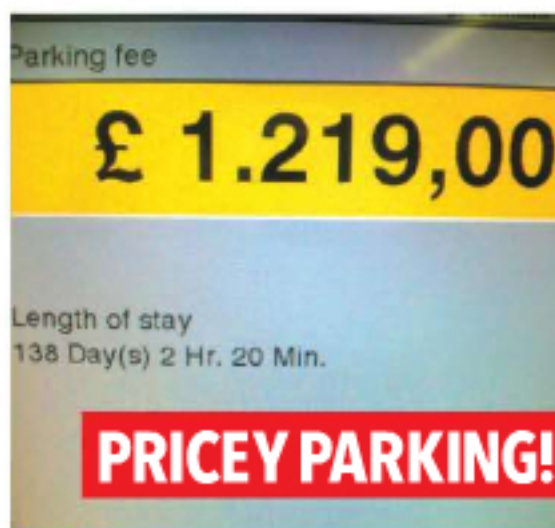 Parking fee
£ 1.219,00
Length of stay
138 Day(s) 2 Hr. 20 Min.
PRICEY PARKING!